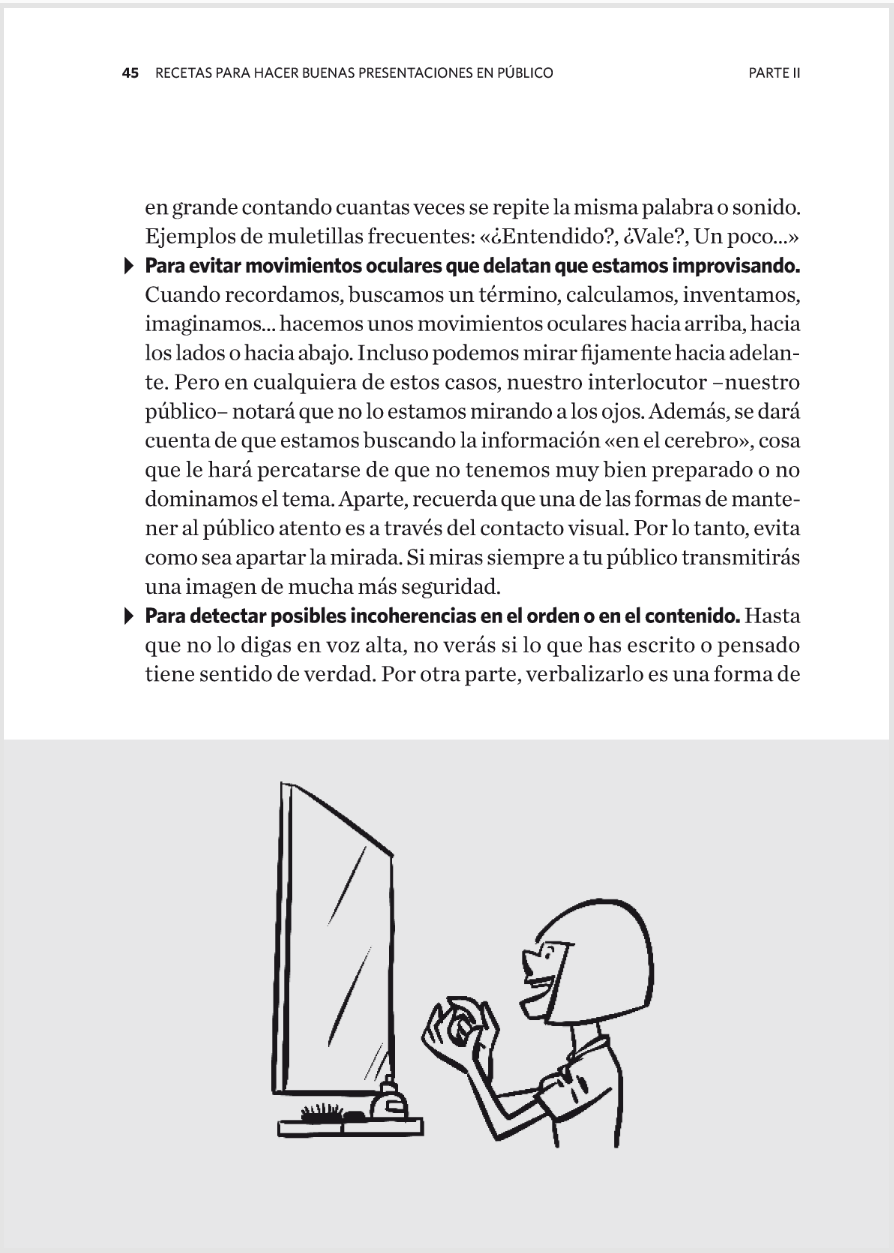 45 RECETAS PARA HACER BUENAS PRESENTACIONES EN PÚBLICO PARTE II
en grande contando cuantas veces se repite la misma palabra o sonido.
Ejemplos de muletillas frecuentes: «¿Entendido?, ¿Vale?, Un poco...»
Para evitar movimientos oculares que delatan que estamos improvisando.
Cuando recordamos, buscamos un término, calculamos, inventamos,
imaginamos... hacemos unos movimientos oculares hacia arriba, hacia
los lados o hacia abajo. Incluso podemos mirar fijamente hacia adelan-
te. Pero en cualquiera de estos casos, nuestro interlocutor –nuestro
público– notará que no lo estamos mirando a los ojos. Además, se dará
cuenta de que estamos buscando la información «en el cerebro», cosa
que le hará percatarse de que no tenemos muy bien preparado o no
dominamos el tema. Aparte, recuerda que una de las formas de mante-
ner al público atento es a través del contacto visual. Por lo tanto, evita
como sea apartar la mirada. Si miras siempre a tu público transmitirás
una imagen de mucha más seguridad.
Para detectar posibles incoherencias en el orden o en el contenido. Hasta
que no lo digas en voz alta, no verás si lo que has escrito o pensado
tiene sentido de verdad. Por otra parte, verbalizarlo es una forma de